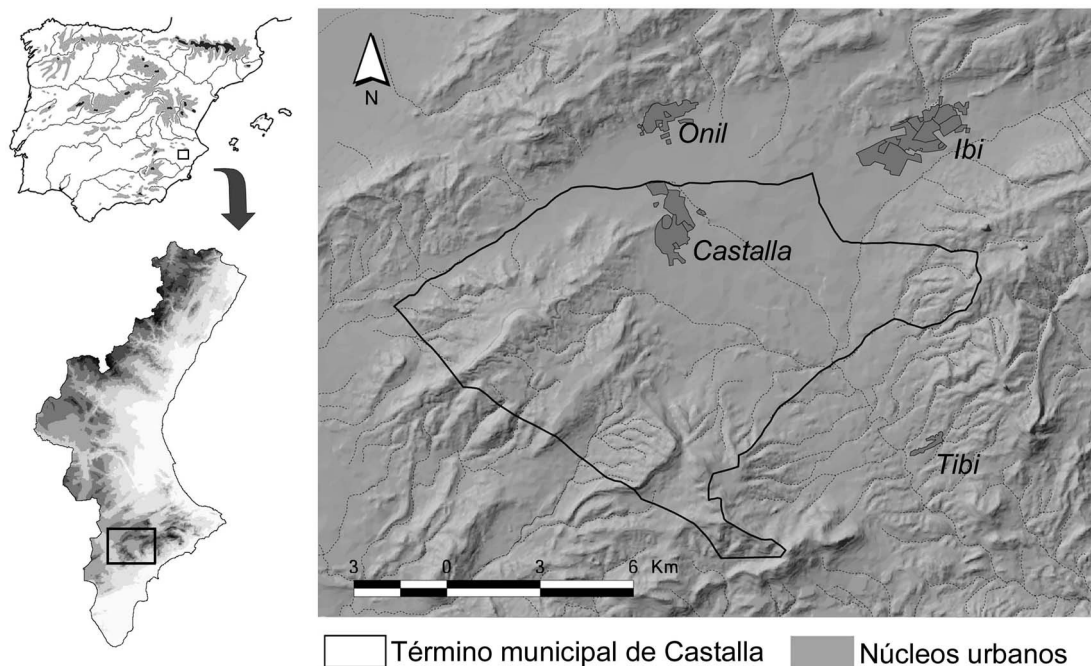 N
Onil
Ibi
Castalla
Tibi
3 0 3 6 Km
Término municipal de Castalla
Núcleos urbanos